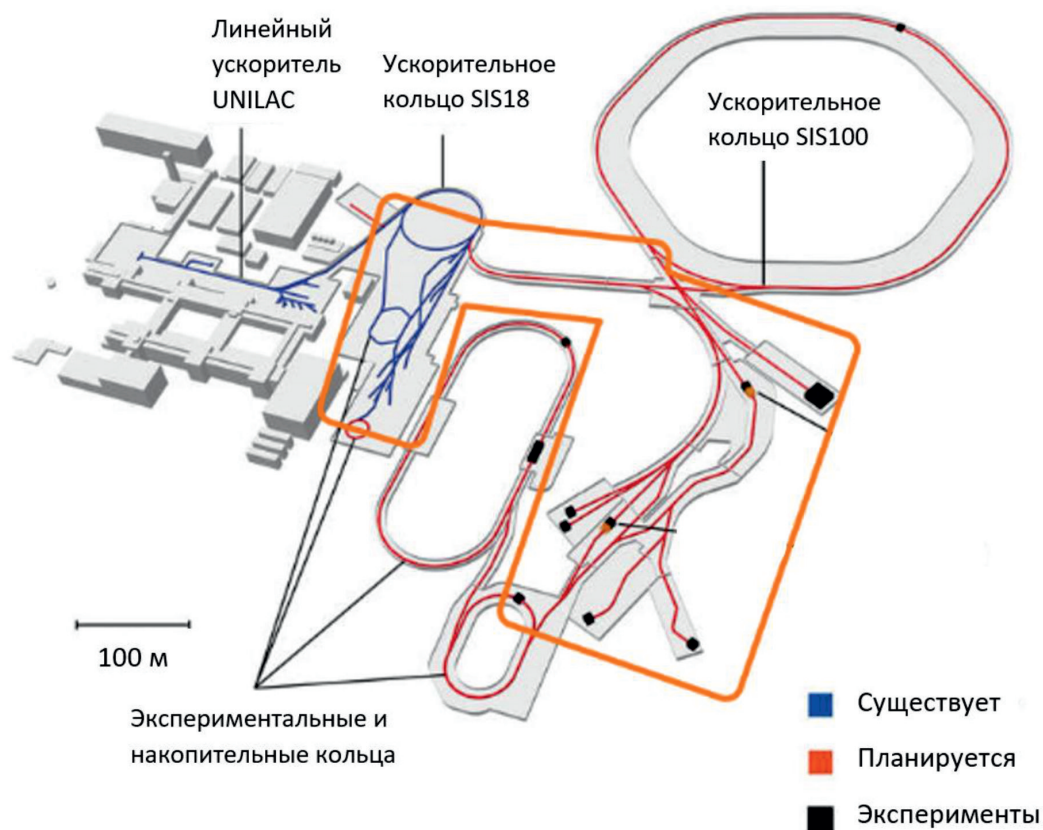 Линейный
ускоритель
UNILAC
Ускорительное
кольцо SIS18
Ускорительное
кольцо SIS100
100 м
Экспериментальные и
накопительные кольца
Существует
Планируется
Эксперименты